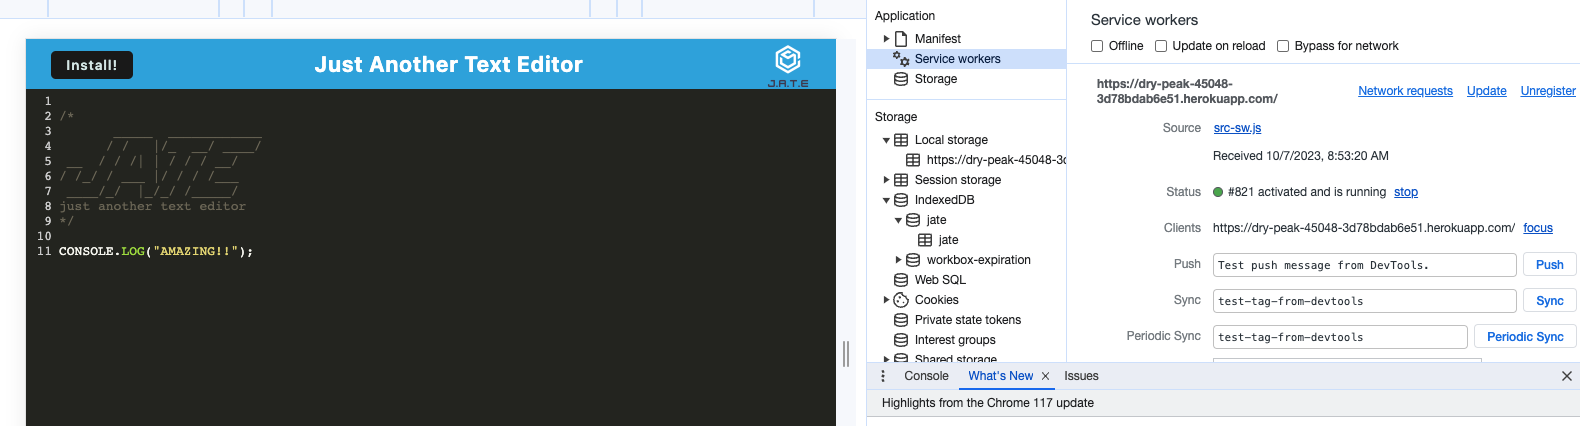 Install!
Just Another Text Editor
J.A.T.E
1
2 /*
3        _____  ____________
4       / /   |/_  __/ ____/
5  __  / / /| | / / / __/
6 / /_/ / ___ |/ / / /___
7  ____/_/  |_/_/ /_____/
8 just another text editor
9 */
10
11 CONSOLE.LOG("AMAZING!!");
Application
Manifest
Service workers
Storage
Storage
Local storage
https://dry-peak-45048-3d
Session storage
IndexedDB
jate
jate
workbox-expiration
Web SQL
Cookies
Private state tokens
Interest groups
Shared storage
Service workers
Offline Update on reload Bypass for network
https://dry-peak-45048-
3d78bdab6e51.herokuapp.com/
Network requests Update Unregister
Source src-sw.js
Received 10/7/2023, 8:53:20 AM
Status #821 activated and is running stop
Clients https://dry-peak-45048-3d78bdab6e51.herokuapp.com/ focus
Push Test push message from DevTools. Push
Sync test-tag-from-devtools Sync
Periodic Sync test-tag-from-devtools Periodic Sync
Console What's New Issues
Highlights from the Chrome 117 update